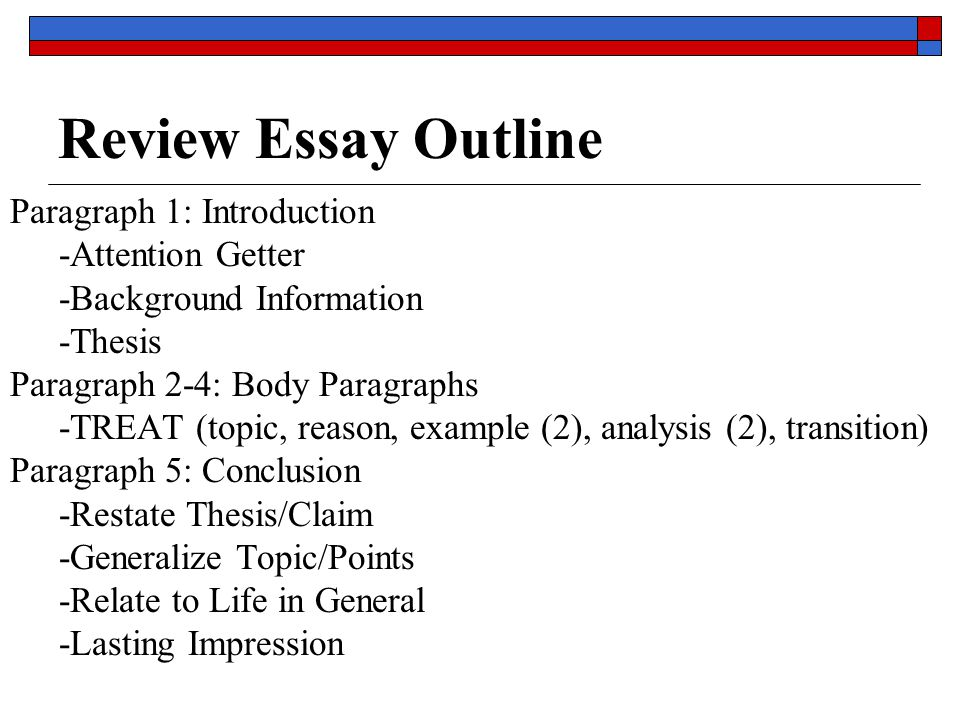 Review Essay Outline
Paragraph 1: Introduction
-Attention Getter
-Background Information
-Thesis
Paragraph 2-4: Body Paragraphs
-TREAT (topic, reason, example (2), analysis (2), transition)
Paragraph 5: Conclusion
-Restate Thesis/Claim
-Generalize Topic/Points
-Relate to Life in General
-Lasting Impression